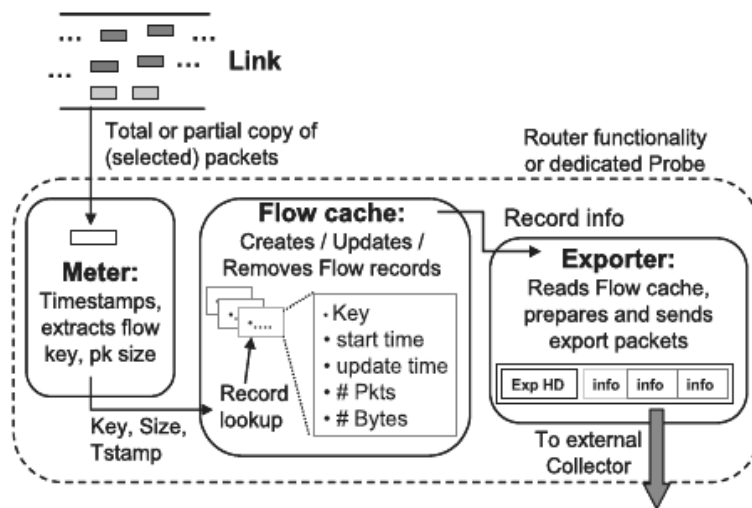 ... ...
Link
... ...
Total or partial copy of
(selected) packets
Router functionality
or dedicated Probe
Meter:
Timestamps,
extracts flow
key, pk size
Key, Size,
Tstamp
Flow cache:
Creates / Updates /
Removes Flow records
Record
lookup
· Key
• start time
• update time
• # Pkts
• # Bytes
Record info
Exporter:
Reads Flow cache,
prepares and sends
export packets
Exp HD info info info
To external
Collector